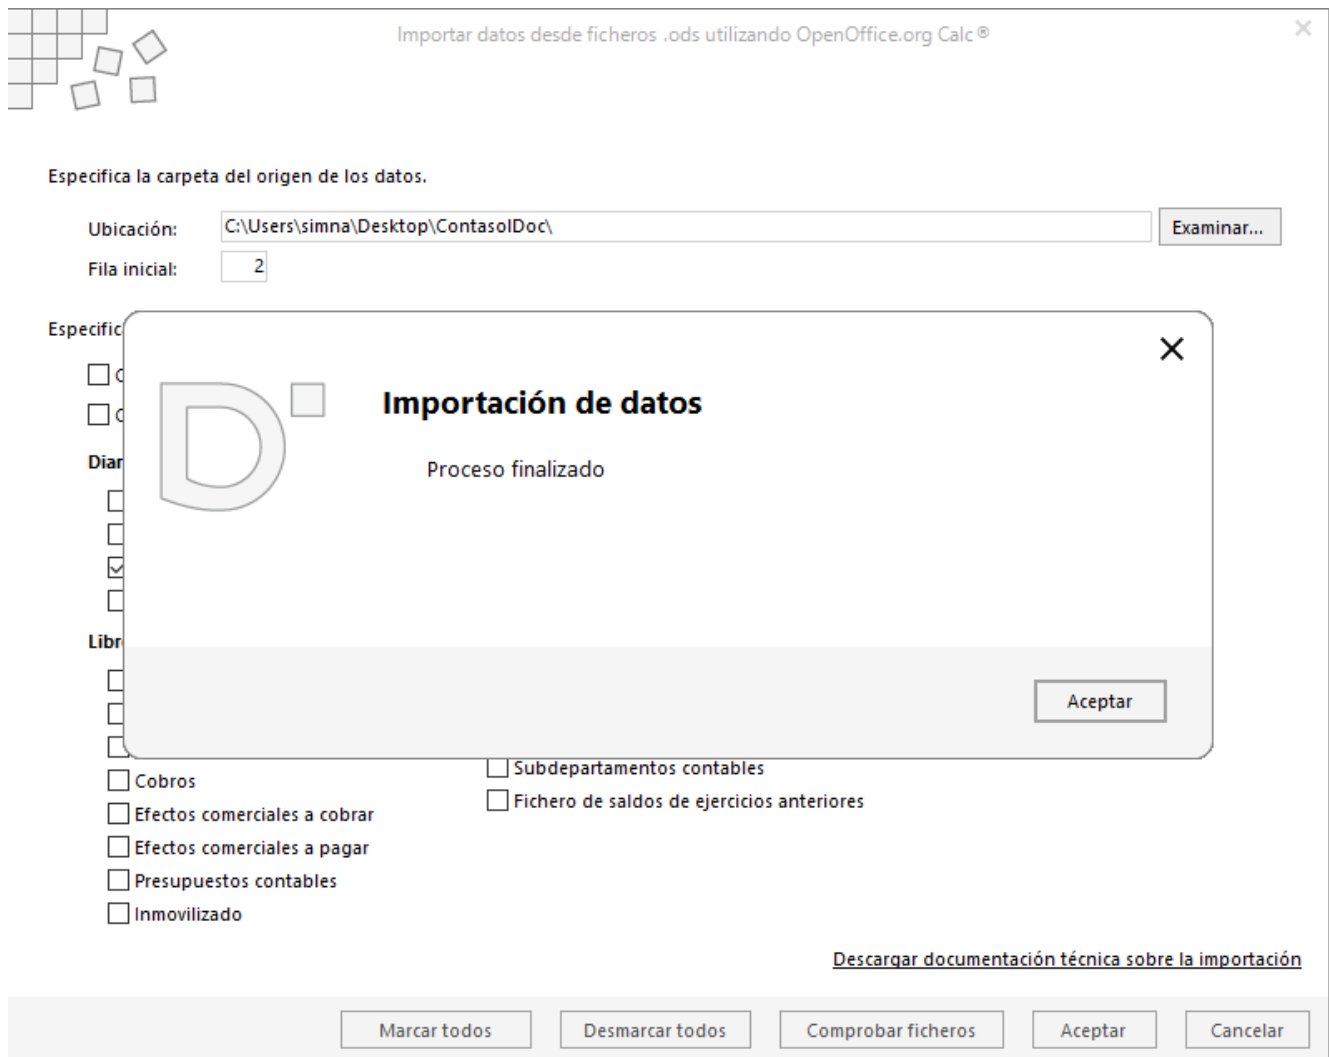 Importar datos desde ficheros .ods utilizando OpenOffice.org Calc®
Especifica la carpeta del origen de los datos.
Ubicación: C:\Users\simna\Desktop\ContasolDoc\ Examinar...
Fila inicial: 2
Importación de datos
Proceso finalizado
Aceptar
Cobros
Efectos comerciales a cobrar
Efectos comerciales a pagar
Presupuestos contables
Inmovilizado
Subdepartamentos contables
Fichero de saldos de ejercicios anteriores
Descargar documentación técnica sobre la importación
Marcar todos Desmarcar todos Comprobar ficheros Aceptar Cancelar